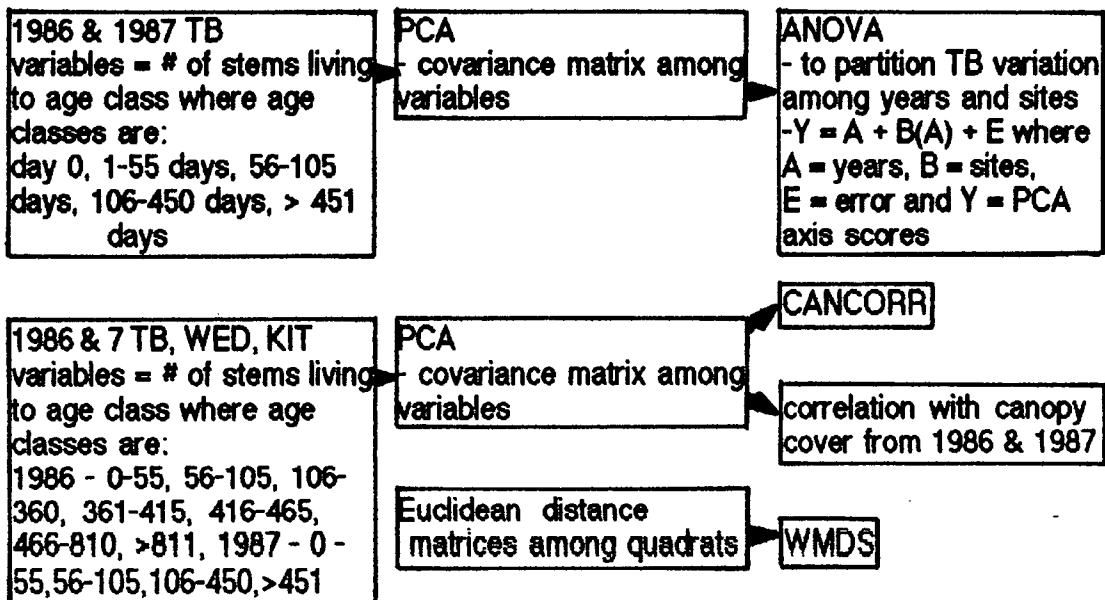 1986 & 1987 TB
variables = # of stems living
to age class where age
classes are:
day 0, 1-55 days, 56-105
days, 106-450 days, > 451
days
PCA
- covariance matrix among
variables
ANOVA
- to partition TB variation
among years and sites
-Y = A + B(A) + E where
A = years, B = sites,
E = error and Y = PCA
axis scores
1986 & 7 TB, WED, KIT
variables = # of stems living
to age class where age
classes are:
1986 - 0-55, 56-105, 106-
360, 361-415, 416-465,
466-810, >811, 1987 - 0 -
55,56-105,106-450,>451
PCA
- covariance matrix among
variables
CANCORR
correlation with canopy
cover from 1986 & 1987
Euclidean distance
matrices among quadrats
WMDS